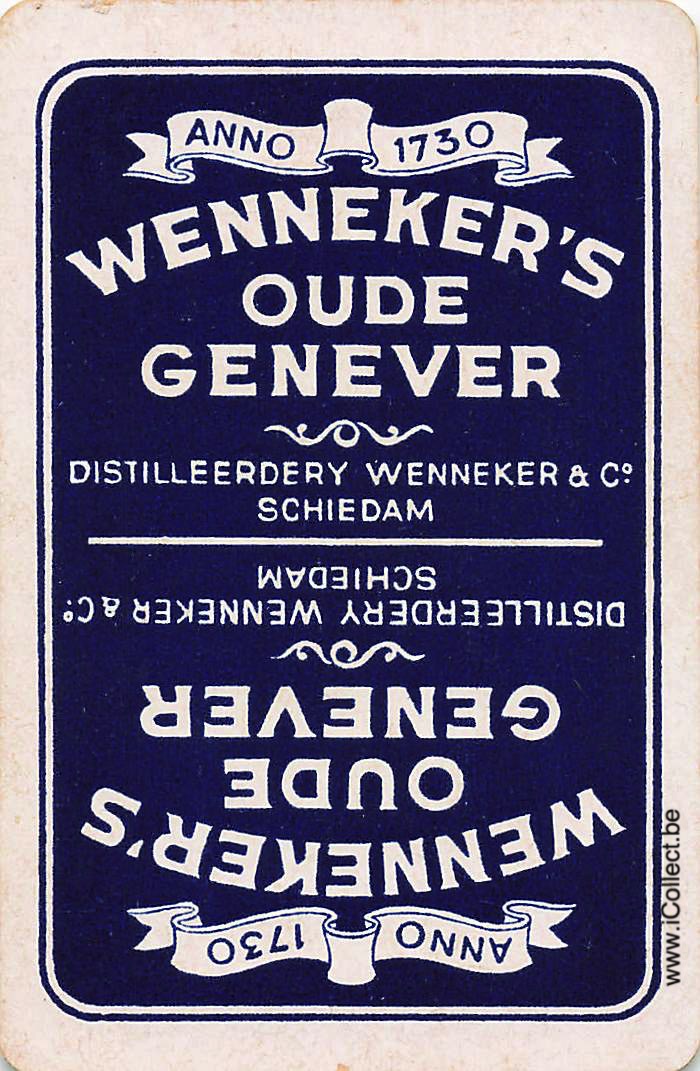 ANNO 1730
WENNEKER'S
OUDE
GENEVER
DISTILLEERDERY WENNEKER & Cº
SCHIEDAM
DISTILLEERDERY WENNEKER & Cº.
SCHIEDAM
GENEVER
OUDE
WENNEKER'S
ANNO 1730
www.iCollect.be